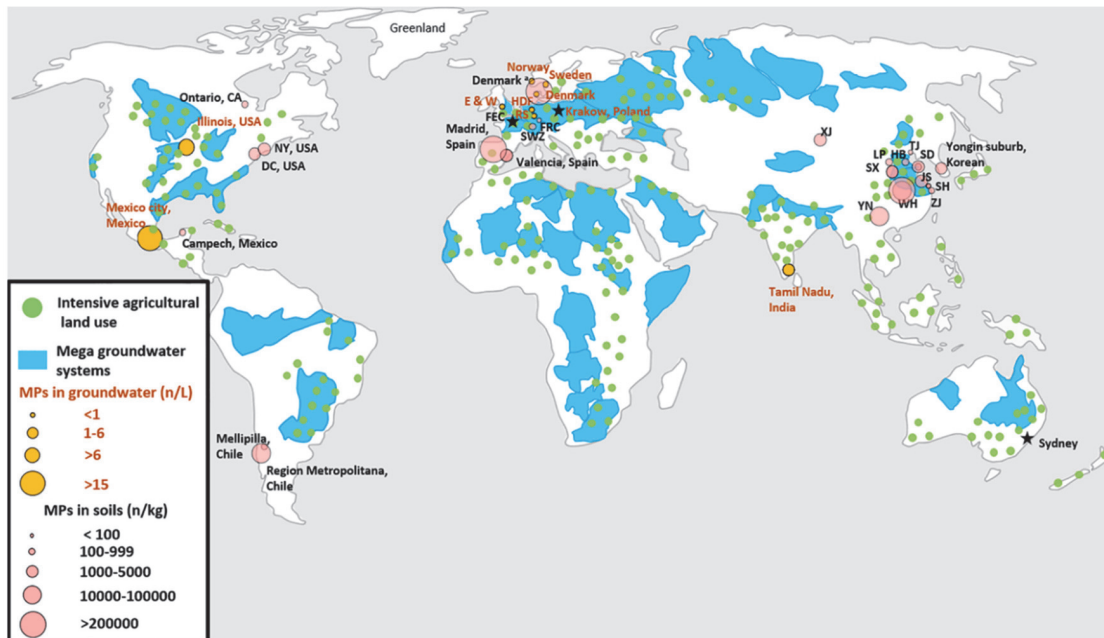 Greenland
Norway
Denmark a
Sweden
Denmark
Ontario, CA
E & W
HDF
FEC
RS
Krakow, Poland
Illinois, USA
FRC
SWZ
Madrid,
Spain
NY, USA
DC, USA
Valencia, Spain
XJ
TJ
LP
HB
SD
Yongin suburb,
Korean
SX
JS
SH
ZJ
WH
YN
Mexico city,
Mexico
Campech, Mexico
Tamil Nadu,
India
Mellipilla,
Chile
Region Metropolitana,
Chile
Sydney
Intensive agricultural
land use
Mega groundwater
systems
MPs in groundwater (n/L)
<1
1-6
>6
>15
MPs in soils (n/kg)
< 100
100-999
1000-5000
10000-100000
>200000